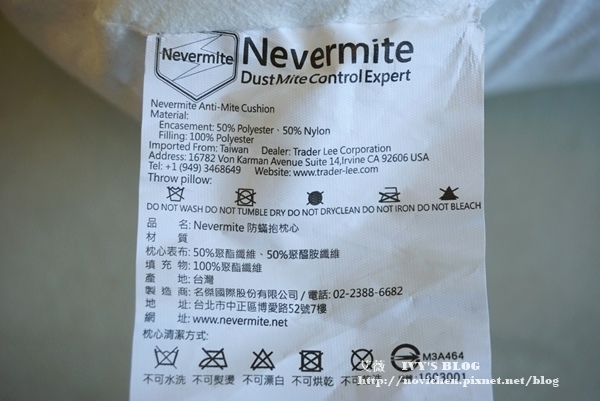 Nevermite
Nevermite
Dust Mite Control Expert
Nevermite Anti-Mite Cushion
Material:
Encasement: 50% Polyester、50% Nylon
Filling: 100% Polyester
Imported From: Taiwan Dealer: Trader Lee Corporation
Address: 16782 Von Karman Avenue Suite 14,Irvine CA 92606 USA
Tel: +1 (949) 3468649 Website: www.trader-lee.com
Throw pillow:
DO NOT WASH DO NOT TUMBLE DRY DO NOT DRYCLEAN DO NOT IRON DO NOT BLEACH
品 名: Nevermite 防蟎抱枕心
材 質
枕心表布: 50%聚酯纖維、50%聚醯胺纖維
填 充 物: 100%聚酯纖維
產 地: 台灣
製 造 商: 名傑國際股份有限公司 / 電話: 02-2388-6682
地 址: 台北市中正區博愛路52號7樓
網 址: www.nevermite.net
枕心清潔方式:
M3A464
不可水洗 不可熨燙 不可漂白 不可烘乾
IVY'S BLOG
http://novichen.pixnet.net/blog